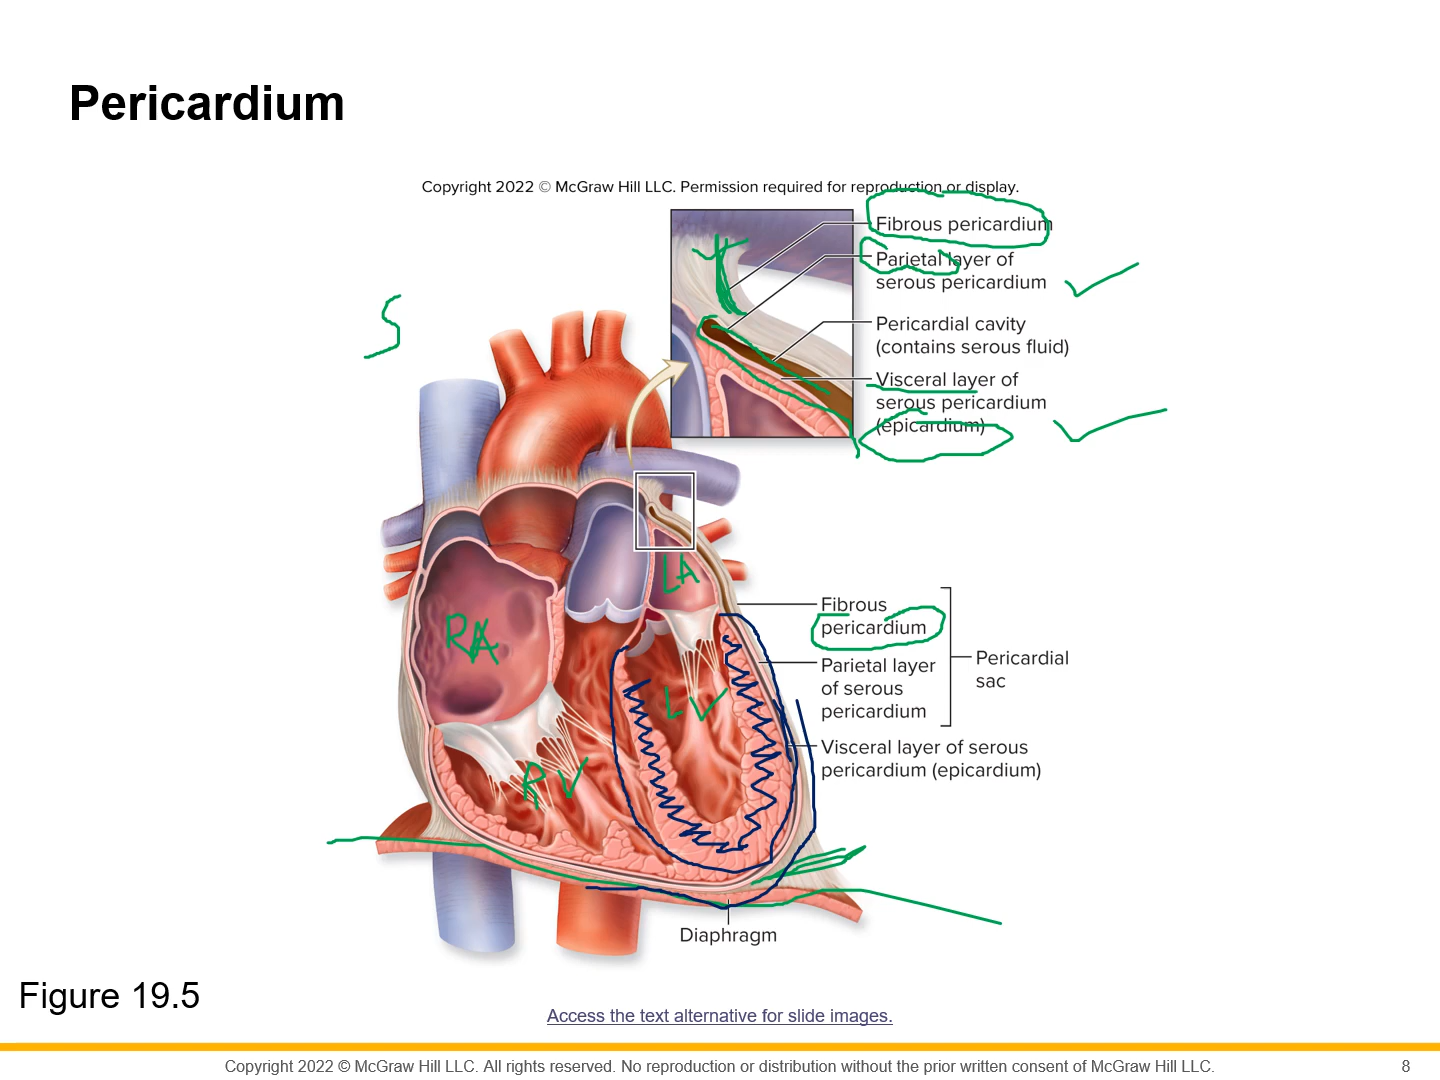 Pericardium
Copyright 2022 © McGraw Hill LLC. Permission required for reproduction or display.
Fibrous pericardium
Parietal layer of
serous pericardium
Pericardial cavity
(contains serous fluid)
Visceral layer of
serous pericardium
(epicardium)
S
LA
RA
LV
RV
Fibrous
pericardium
Parietal layer
of serous
pericardium
Pericardial
sac
Visceral layer of serous
pericardium (epicardium)
Diaphragm
Figure 19.5
Access the text alternative for slide images.
Copyright 2022 © McGraw Hill LLC. All rights reserved. No reproduction or distribution without the prior written consent of McGraw Hill LLC.
8